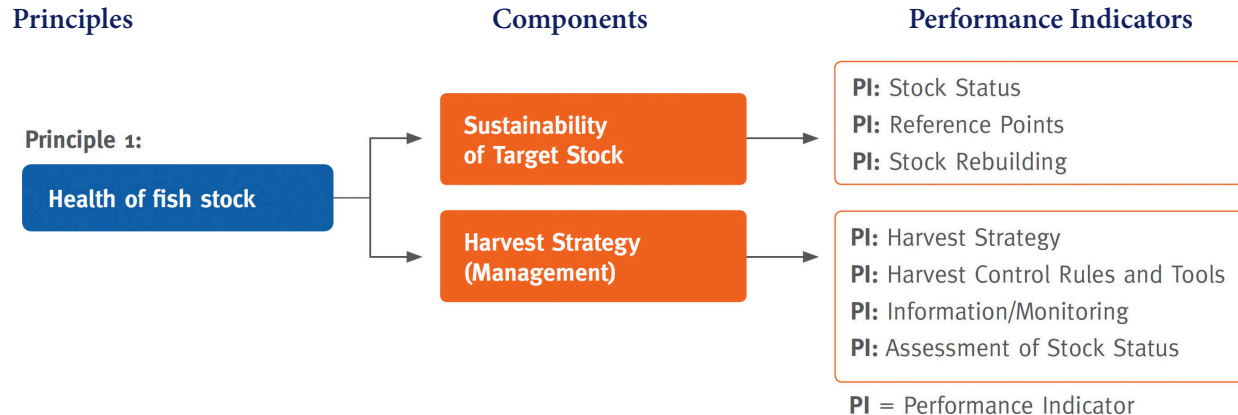 Principles
Components
Performance Indicators
Principle 1:
Health of fish stock
Sustainability
of Target Stock
PI: Stock Status
PI: Reference Points
PI: Stock Rebuilding
Harvest Strategy
(Management)
PI: Harvest Strategy
PI: Harvest Control Rules and Tools
PI: Information/Monitoring
PI: Assessment of Stock Status
PI = Performance Indicator